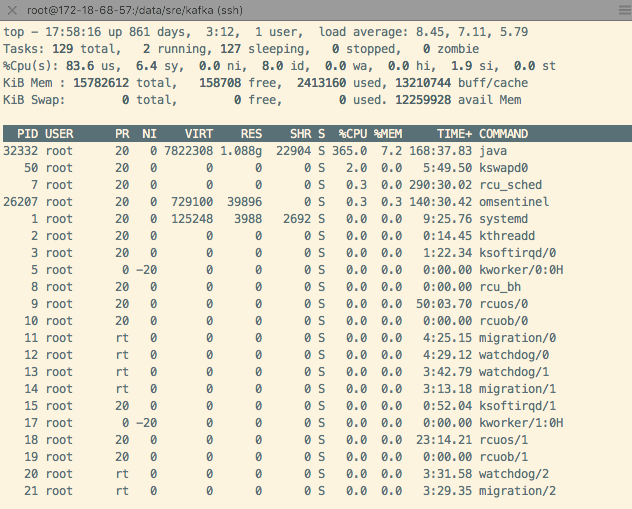 root@172-18-68-57:/data/sre/kafka (ssh)
top - 17:58:16 up 861 days,  3:12,  1 user,  load average: 8.45, 7.11, 5.79
Tasks: 129 total,   2 running, 127 sleeping,   0 stopped,   0 zombie
%Cpu(s): 83.6 us,  6.4 sy,  0.0 ni,  8.0 id,  0.0 wa,  0.0 hi,  1.9 si,  0.0 st
KiB Mem : 15782612 total,   158708 free,  2413160 used, 13210744 buff/cache
KiB Swap:        0 total,        0 free,        0 used. 12259928 avail Mem
PID USER      PR  NI    VIRT    RES    SHR S  %CPU %MEM     TIME+ COMMAND
32332 root      20   0 7822308 1.088g  22904 S 365.0  7.2 168:37.83 java
50 root      20   0       0      0      0 S   2.0  0.0   5:49.50 kswapd0
7 root      20   0       0      0      0 S   0.3  0.0 290:30.02 rcu_sched
26207 root      20   0  729100  39896      0 S   0.3  0.3 140:30.42 omsentinel
1 root      20   0  125248   3988   2692 S   0.0  0.0   9:25.76 systemd
2 root      20   0       0      0      0 S   0.0  0.0   0:14.45 kthreadd
3 root      20   0       0      0      0 S   0.0  0.0   1:22.34 ksoftirqd/0
5 root       0 -20       0      0      0 S   0.0  0.0   0:00.00 kworker/0:0H
8 root      20   0       0      0      0 S   0.0  0.0   0:00.00 rcu_bh
9 root      20   0       0      0      0 S   0.0  0.0  50:03.70 rcuos/0
10 root      20   0       0      0      0 S   0.0  0.0   0:00.00 rcuob/0
11 root      rt   0       0      0      0 S   0.0  0.0   4:25.15 migration/0
12 root      rt   0       0      0      0 S   0.0  0.0   4:29.12 watchdog/0
13 root      rt   0       0      0      0 S   0.0  0.0   3:42.79 watchdog/1
14 root      rt   0       0      0      0 S   0.0  0.0   3:13.18 migration/1
15 root      20   0       0      0      0 S   0.0  0.0   0:52.04 ksoftirqd/1
17 root       0 -20       0      0      0 S   0.0  0.0   0:00.00 kworker/1:0H
18 root      20   0       0      0      0 S   0.0  0.0  23:14.21 rcuos/1
19 root      20   0       0      0      0 S   0.0  0.0   0:00.00 rcuob/1
20 root      rt   0       0      0      0 S   0.0  0.0   3:31.58 watchdog/2
21 root      rt   0       0      0      0 S   0.0  0.0   3:29.35 migration/2